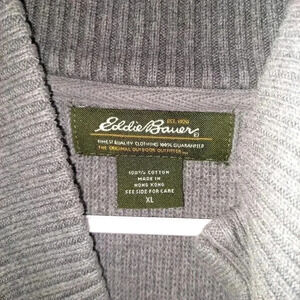 EST. 1920
Eddie Bauer
FINEST QUALITY CLOTHING 100% GUARANTEED
THE ORIGINAL OUTDOOR OUTFITTER
100% COTTON
MADE IN
HONG KONG
SEE SIDE FOR CARE
XL